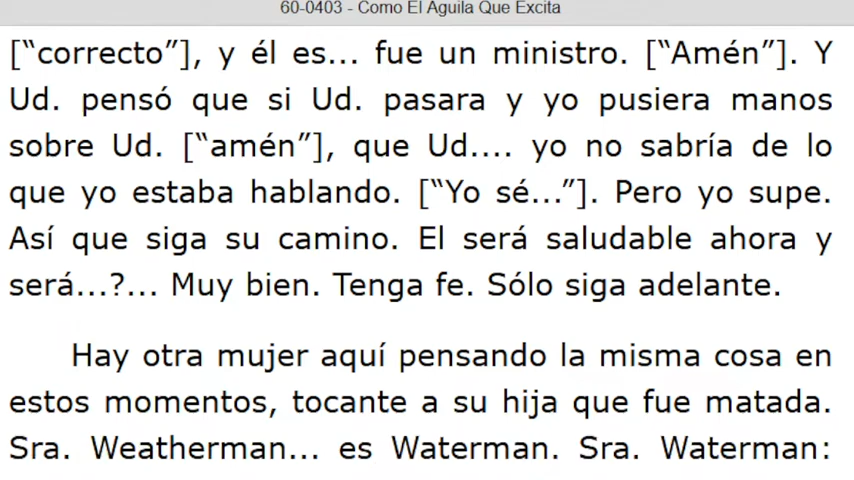 60-0403 - Como El Aguila Que Excita
[“correcto”], y él es... fue un ministro. [“Amén”]. Y
Ud. pensó que si Ud. pasara y yo pusiera manos
sobre Ud. [“amén”], que Ud.... yo no sabría de lo
que yo estaba hablando. [“Yo sé...”]. Pero yo supe.
Así que siga su camino. El será saludable ahora y
será...?... Muy bien. Tenga fe. Sólo siga adelante.
Hay otra mujer aquí pensando la misma cosa en
estos momentos, tocante a su hija que fue matada.
Sra. Weatherman... es Waterman. Sra. Waterman: